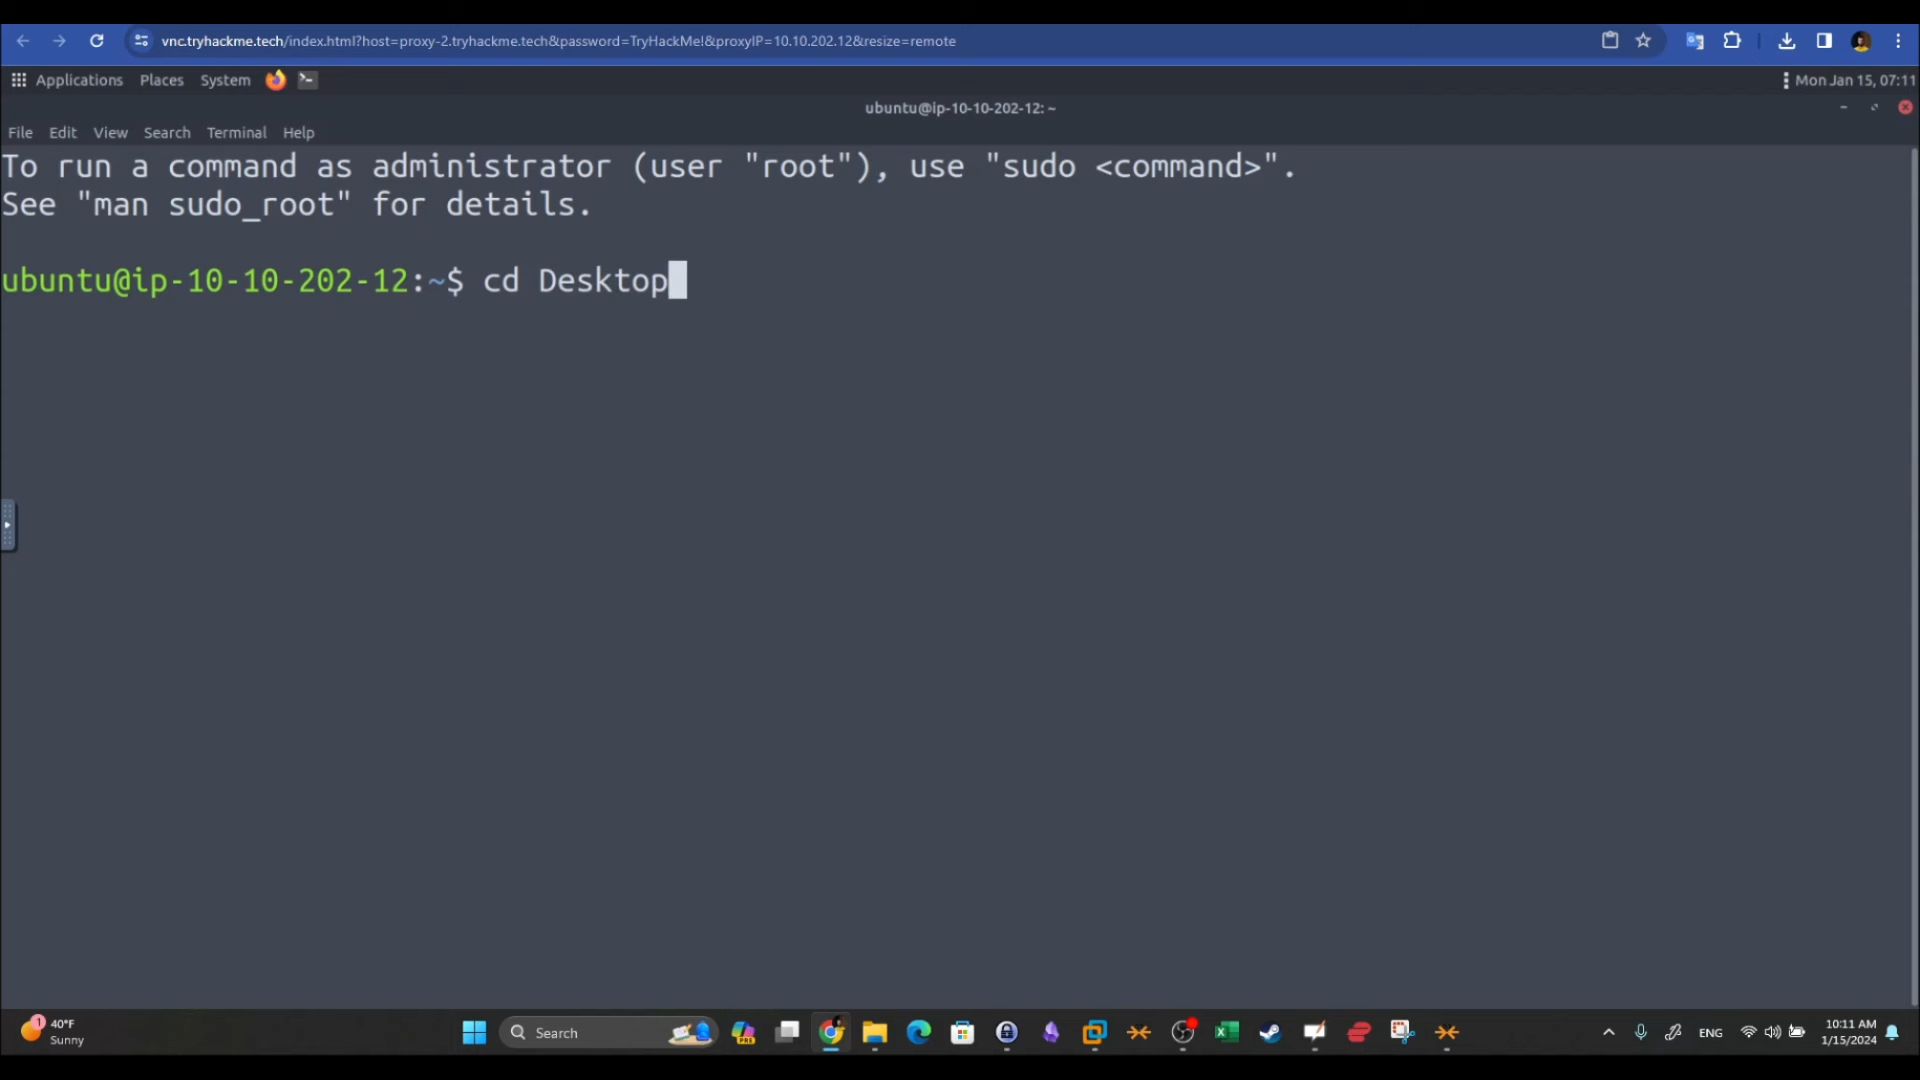 vnc.tryhackme.tech/index.html?host=proxy-2.tryhackme.tech&password=TryHackMe!&proxyIP=10.10.202.12&resize=remote
Applications Places System Mon Jan 15, 07:11
ubuntu@ip-10-10-202-12: ~
File Edit View Search Terminal Help
To run a command as administrator (user "root"), use "sudo <command>".
See "man sudo_root" for details.
ubuntu@ip-10-10-202-12:~$ cd Desktop
1 40°F
Sunny
Search
PRE
ENG
10:11 AM
1/15/2024